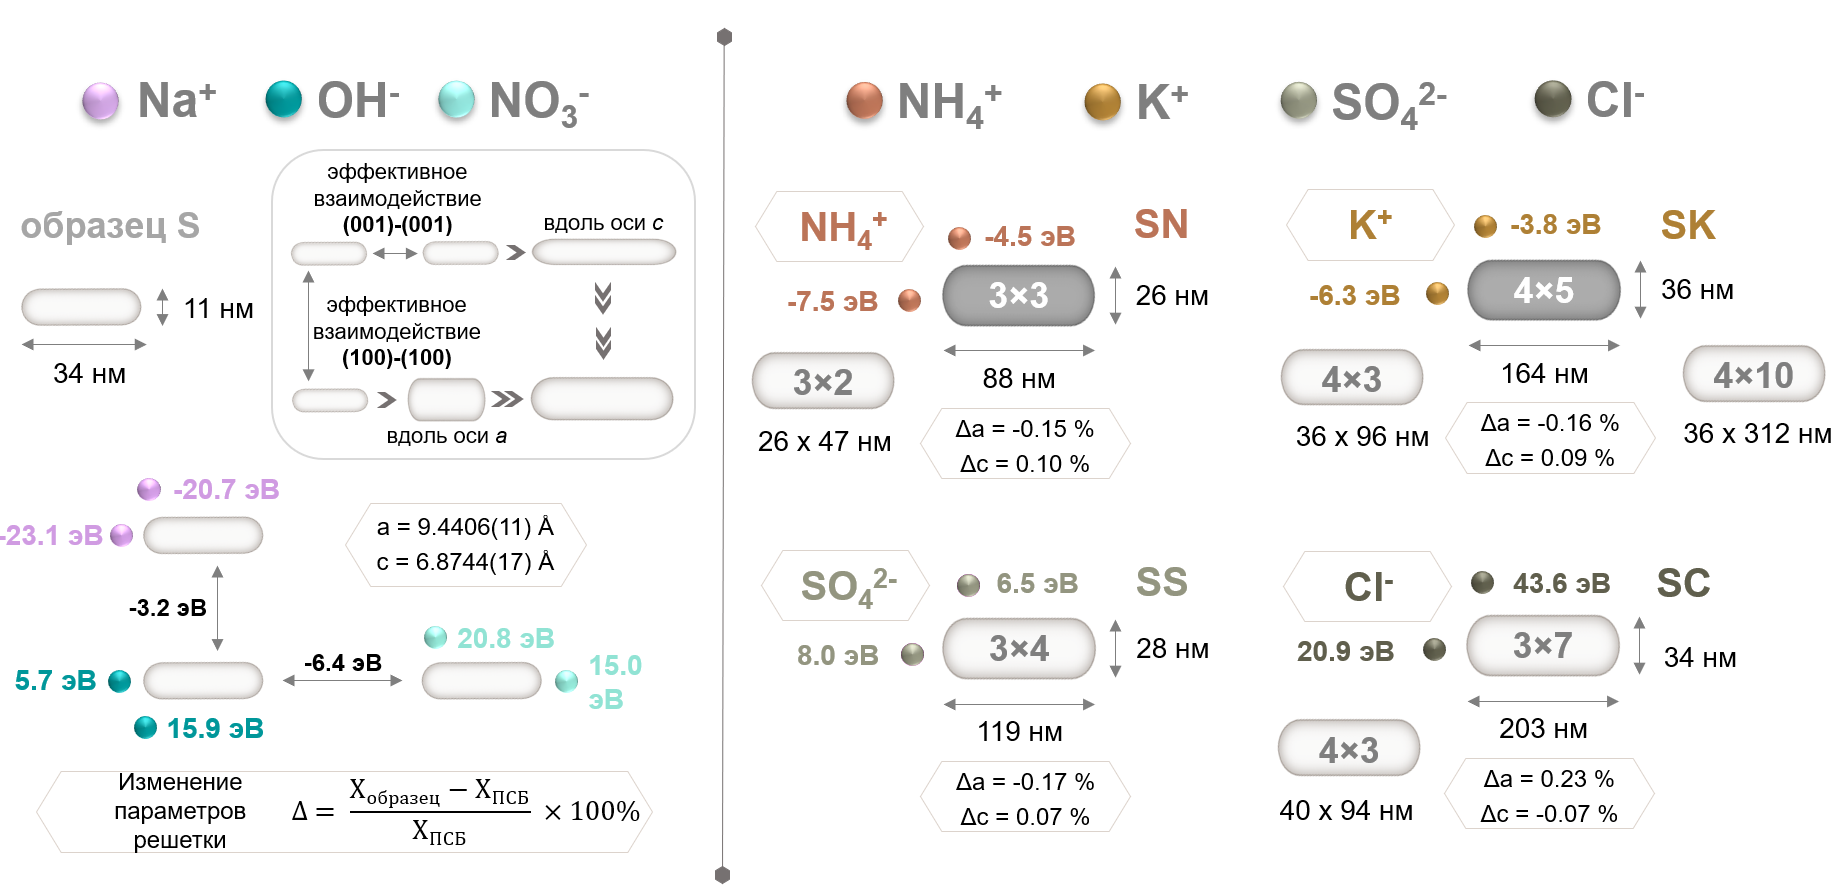 Na⁺ OH⁻ NO₃⁻
образец S
11 нм
34 нм
эффективное
взаимодействие
(001)-(001)
вдоль оси c
эффективное
взаимодействие
(100)-(100)
вдоль оси a
-20.7 эВ
-23.1 эВ
a = 9.4406(11) Å
c = 6.8744(17) Å
-3.2 эВ
20.8 эВ
-6.4 эВ
5.7 эВ
15.0
эВ
15.9 эВ
Изменение
параметров
решетки
Δ = (X_образец − X_ПСБ) / X_ПСБ × 100%
NH₄⁺ K⁺ SO₄²⁻ Cl⁻
NH₄⁺
-4.5 эВ
SN
-7.5 эВ
3×3
26 нм
88 нм
3×2
26 x 47 нм
Δa = -0.15 %
Δc = 0.10 %
K⁺
-3.8 эВ
SK
-6.3 эВ
4×5
36 нм
164 нм
4×3
36 x 96 нм
4×10
36 x 312 нм
Δa = -0.16 %
Δc = 0.09 %
SO₄²⁻
6.5 эВ
SS
8.0 эВ
3×4
28 нм
119 нм
Δa = -0.17 %
Δc = 0.07 %
Cl⁻
43.6 эВ
SC
20.9 эВ
3×7
34 нм
203 нм
4×3
40 x 94 нм
Δa = 0.23 %
Δc = -0.07 %